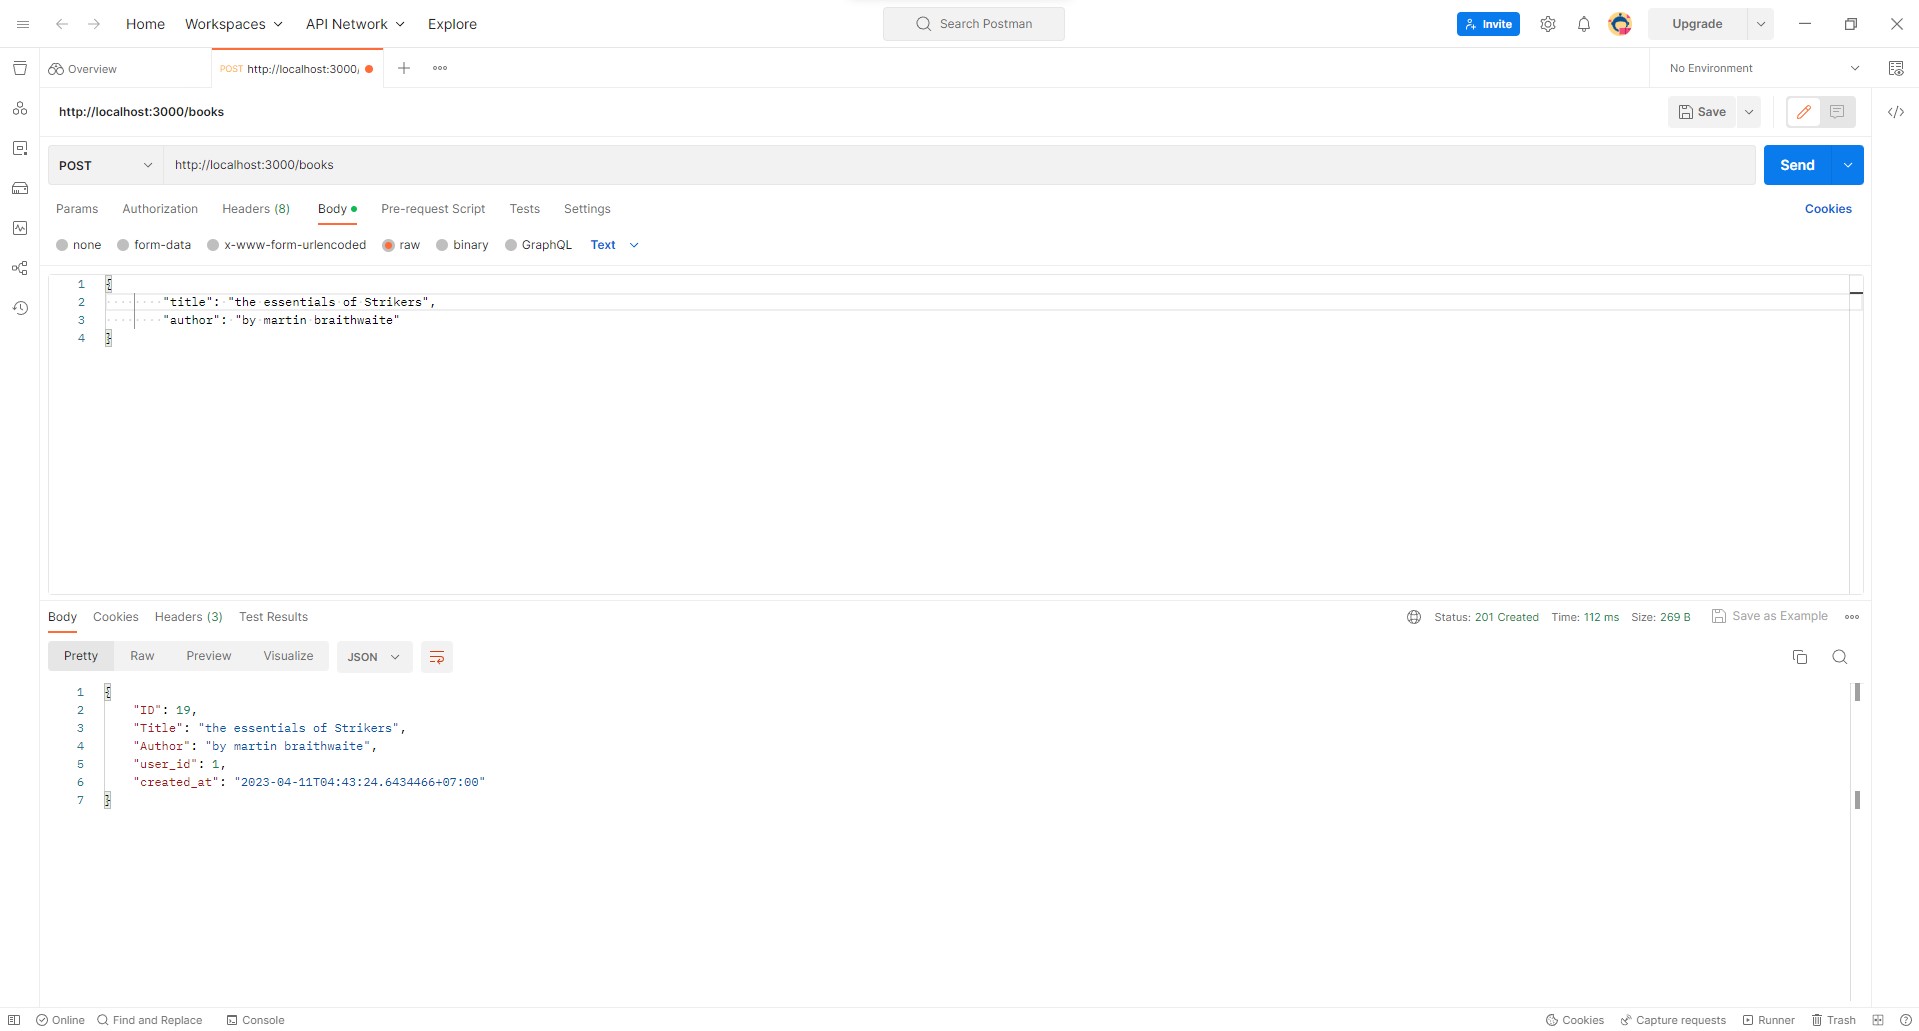 Home Workspaces API Network Explore Search Postman Invite Upgrade
Overview POST http://localhost:3000/ No Environment
http://localhost:3000/books Save
POST http://localhost:3000/books Send
Params Authorization Headers (8) Body Pre-request Script Tests Settings Cookies
none form-data x-www-form-urlencoded raw binary GraphQL Text
1 {
2 "title": "the essentials of Strikers",
3 "author": "by martin braithwaite"
4 }
Body Cookies Headers (3) Test Results Status: 201 Created Time: 112 ms Size: 269 B Save as Example
Pretty Raw Preview Visualize JSON
1 {
2 "ID": 19,
3 "Title": "the essentials of Strikers",
4 "Author": "by martin braithwaite",
5 "user_id": 1,
6 "created_at": "2023-04-11T04:43:24.6434466+07:00"
7 }
Online Find and Replace Console Cookies Capture requests Runner Trash